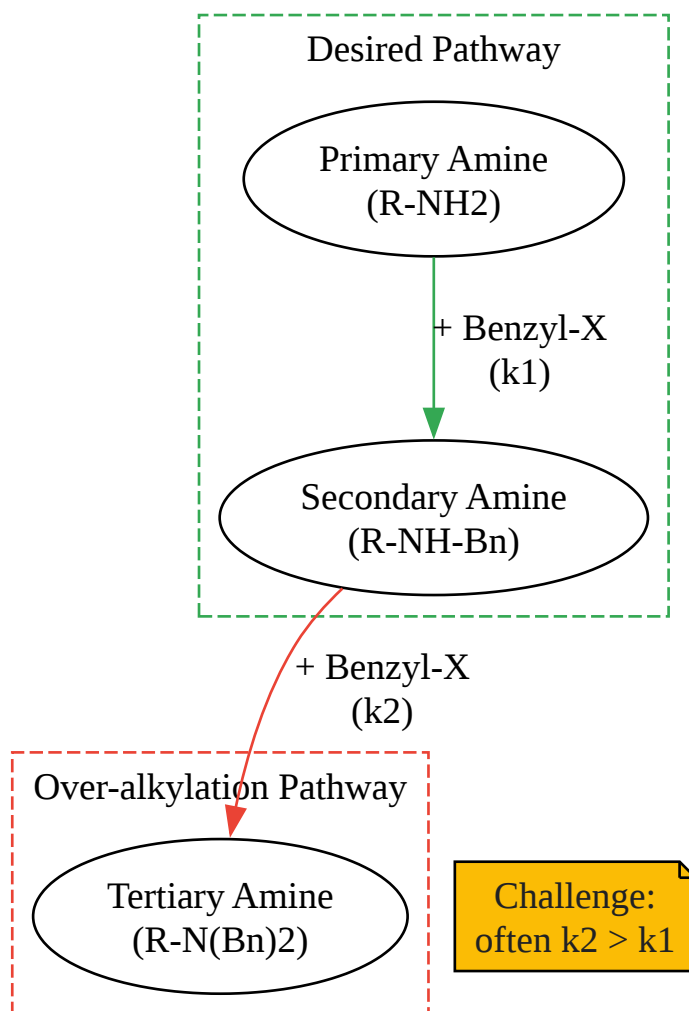 Desired Pathway
Primary Amine
(R-NH2)
+ Benzyl-X
(k1)
Secondary Amine
(R-NH-Bn)
+ Benzyl-X
(k2)
Over-alkylation Pathway
Tertiary Amine
(R-N(Bn)2)
Challenge:
often k2 > k1